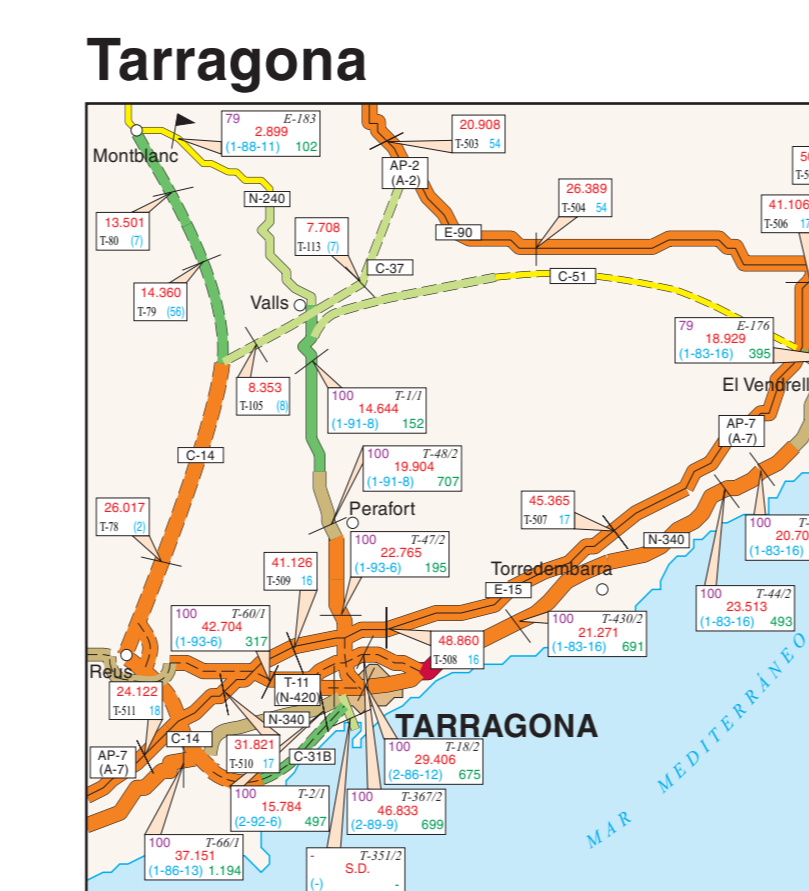 Tarragona
79 E-183
2.899
(1-88-11) 102
20.908
T-503 54
Montblanc
AP-2
(A-2)
26.389
T-504 54
41.106
T-506 17
N-240
13.501
T-80 (7)
7.708
T-113 (7)
E-90
C-37
C-51
14.360
T-79 (56)
Valls
79 E-176
18.929
(1-83-16) 395
8.353
T-105 (8)
El Vendrell
100 T-1/1
14.644
(1-91-8) 152
AP-7
(A-7)
C-14
100 T-48/2
19.904
(1-91-8) 707
26.017
T-78 (2)
45.365
T-507 17
Perafort
100
(1-83-16)
100 T-47/2
22.765
(1-93-6) 195
N-340
41.126
T-509 16
Torredembarra
E-15
100 T-44/2
23.513
(1-83-16) 493
100 T-60/1
42.704
(1-93-6) 317
100 T-430/2
21.271
(1-83-16) 691
48.860
T-508 16
Reus
T-11
(N-420)
24.122
T-511 18
N-340
TARRAGONA
C-14
31.821
T-510 17
AP-7
(A-7)
C-31B
100 T-18/2
29.406
(2-86-12) 675
100 T-2/1
15.784
(2-92-6) 497
100 T-367/2
46.833
(2-89-9) 699
MAR MEDITERRÁNEO
100 T-66/1
37.151
(1-86-13) 1.194
- T-351/2
S.D.
(-) -